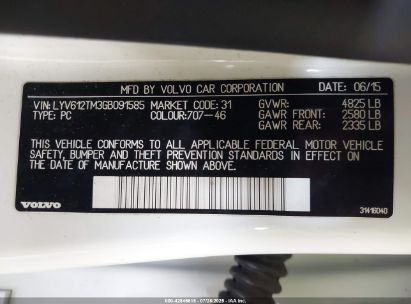 MFD BY VOLVO CAR CORPORATION DATE: 06/15
VIN: LYV612TM3GB091585 MARKET CODE: 31 GVWR: 4825 LB
TYPE: PC COLOUR:707-46 GAWR FRONT: 2580 LB
GAWR REAR: 2335 LB
THIS VEHICLE CONFORMS TO ALL APPLICABLE FEDERAL MOTOR VEHICLE
SAFETY, BUMPER AND THEFT PREVENTION STANDARDS IN EFFECT ON
THE DATE OF MANUFACTURE SHOWN ABOVE.
VOLVO 31416040